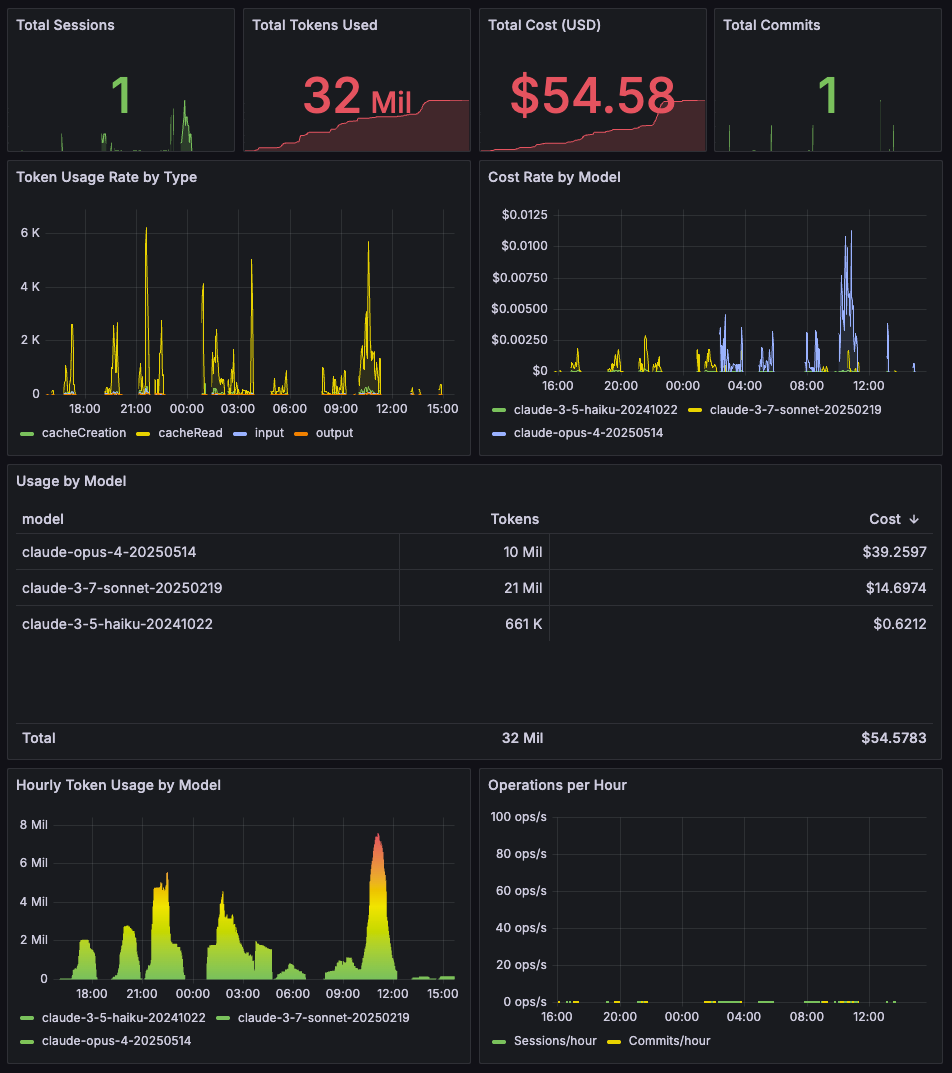 Total Sessions
Total Tokens Used
Total Cost (USD)
Total Commits
1
32 Mil
$54.58
1
Token Usage Rate by Type
6 K
4 K
2 K
0
18:00 21:00 00:00 03:00 06:00 09:00 12:00 15:00
cacheCreation cacheRead input output
Cost Rate by Model
$0.0125
$0.0100
$0.00750
$0.00500
$0.00250
$0
16:00 20:00 00:00 04:00 08:00 12:00
claude-3-5-haiku-20241022 claude-3-7-sonnet-20250219
claude-opus-4-20250514
Usage by Model
model Tokens Cost ↓
claude-opus-4-20250514 10 Mil $39.2597
claude-3-7-sonnet-20250219 21 Mil $14.6974
claude-3-5-haiku-20241022 661 K $0.6212
Total 32 Mil $54.5783
Hourly Token Usage by Model
8 Mil
6 Mil
4 Mil
2 Mil
0
18:00 21:00 00:00 03:00 06:00 09:00 12:00 15:00
claude-3-5-haiku-20241022 claude-3-7-sonnet-20250219
claude-opus-4-20250514
Operations per Hour
100 ops/s
80 ops/s
60 ops/s
40 ops/s
20 ops/s
0 ops/s
16:00 20:00 00:00 04:00 08:00 12:00
Sessions/hour Commits/hour